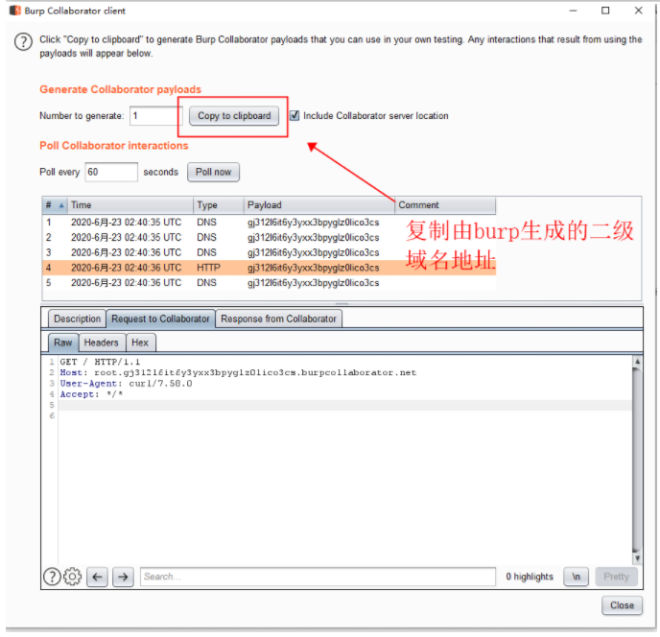 Burp Collaborator client
Click "Copy to clipboard" to generate Burp Collaborator payloads that you can use in your own testing. Any interactions that result from using the
payloads will appear below.
Generate Collaborator payloads
Number to generate: 1 Copy to clipboard Include Collaborator server location
Poll Collaborator interactions
Poll every 60 seconds Poll now
# Time Type Payload Comment
1 2020-6月-23 02:40:35 UTC DNS gj312l6it6y3yxx3bpyglz0lico3cs
2 2020-6月-23 02:40:35 UTC DNS gj312l6it6y3yxx3bpyglz0lico3cs
3 2020-6月-23 02:40:36 UTC DNS gj312l6it6y3yxx3bpyglz0lico3cs
4 2020-6月-23 02:40:36 UTC HTTP gj312l6it6y3yxx3bpyglz0lico3cs
5 2020-6月-23 02:40:36 UTC DNS gj312l6it6y3yxx3bpyglz0lico3cs
复制由burp生成的二级
域名地址
Description Request to Collaborator Response from Collaborator
Raw Headers Hex
1 GET / HTTP/1.1
2 Host: root.gj312l6it6y3yxx3bpyglz0lico3cs.burpcollaborator.net
3 User-Agent: curl/7.58.0
4 Accept: */*
5
6
Search... 0 highlights \n Pretty
Close